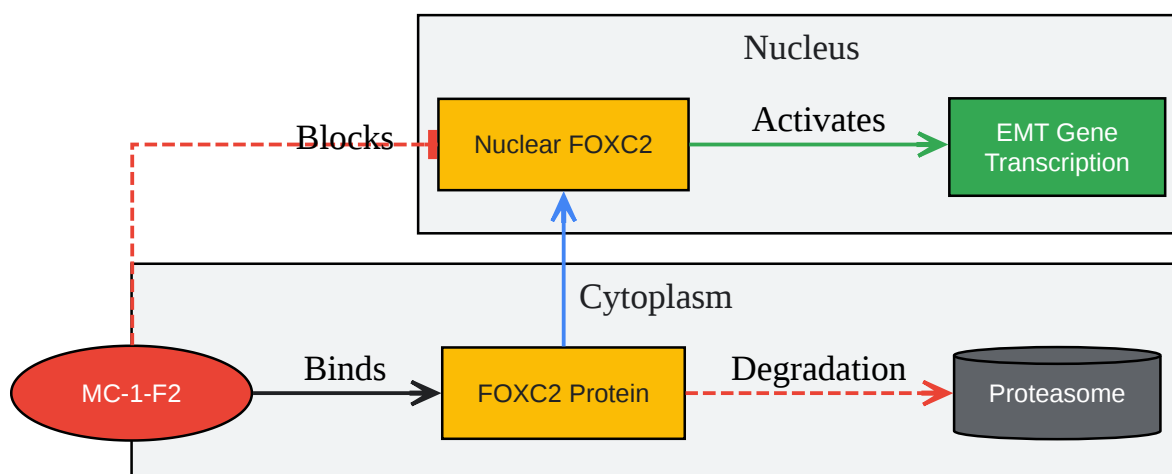 Nucleus
Blocks
Nuclear FOXC2
Activates
EMT Gene
Transcription
Cytoplasm
MC-1-F2
Binds
FOXC2 Protein
Degradation
Proteasome